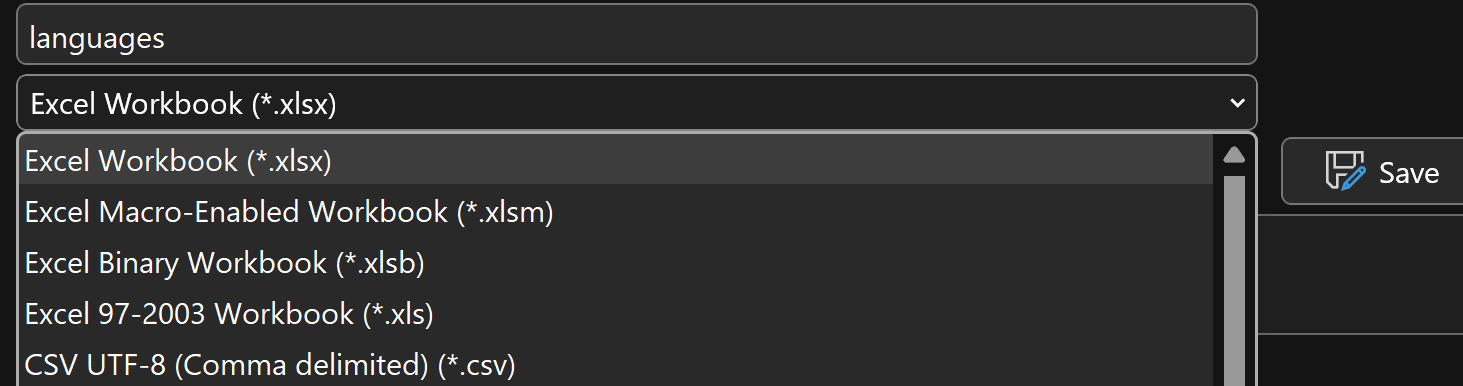 languages
Excel Workbook (*.xlsx)
Excel Workbook (*.xlsx)
Save
Excel Macro-Enabled Workbook (*.xlsm)
Excel Binary Workbook (*.xlsb)
Excel 97-2003 Workbook (*.xls)
CSV UTF-8 (Comma delimited) (*.csv)